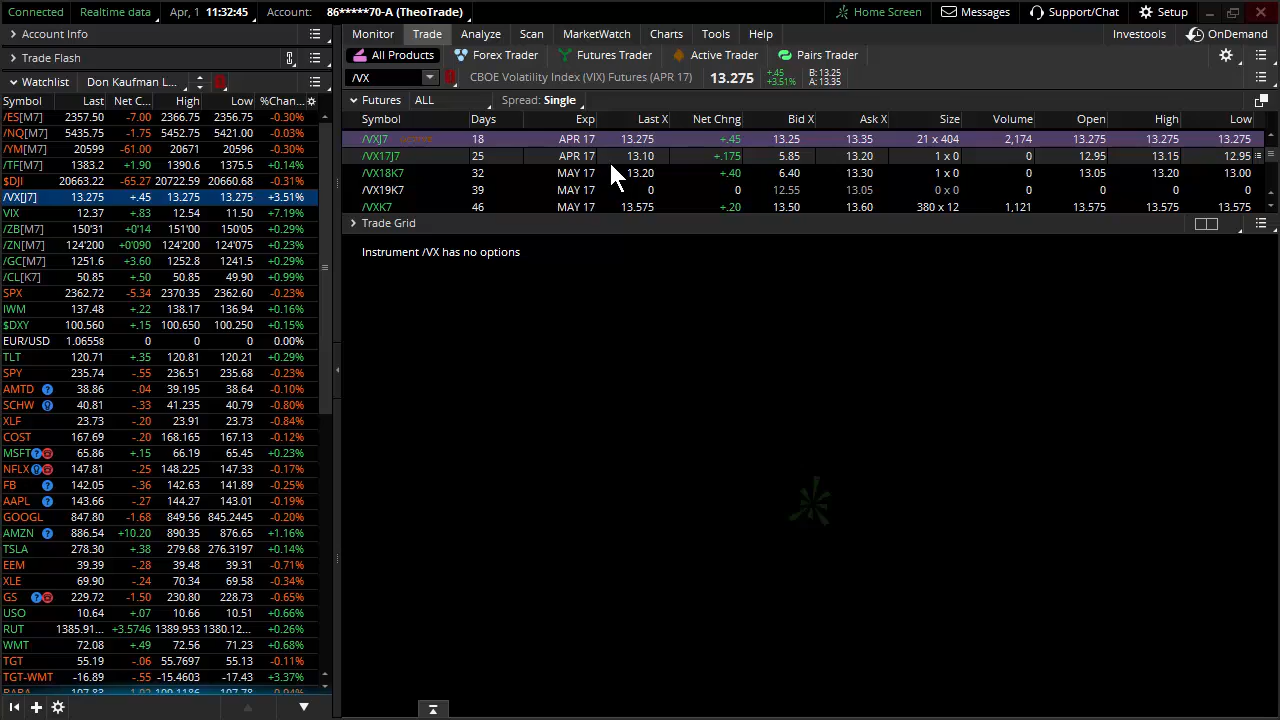 Connected Realtime data Apr, 1 11:32:45 Account: 86*****70-A (TheoTrade) Home Screen Messages Support/Chat Setup
Account Info
Trade Flash
Watchlist Don Kaufman L...
Symbol Last Net C... High Low %Chan...
/ES[M7] 2357.50 -7.00 2366.75 2356.75 -0.30%
/NQ[M7] 5435.75 -1.75 5452.75 5421.00 -0.03%
/YM[M7] 20599 -61.00 20671 20596 -0.30%
/TF[M7] 1383.2 +1.90 1390.6 1375.5 +0.14%
$DJI 20663.22 -65.27 20722.59 20660.68 -0.31%
/VX[J7] 13.275 +.45 13.275 13.275 +3.51%
VIX 12.37 +.83 12.54 11.50 +7.19%
/ZB[M7] 150'31 +0'14 151'00 150'05 +0.29%
/ZN[M7] 124'200 +0'090 124'200 124'075 +0.23%
/GC[M7] 1251.6 +3.60 1252.8 1241.5 +0.29%
/CL[K7] 50.85 +.50 50.85 49.90 +0.99%
SPX 2362.72 -5.34 2370.35 2362.60 -0.23%
IWM 137.48 +.22 138.17 136.94 +0.16%
$DXY 100.560 +.15 100.650 100.250 +0.15%
EUR/USD 1.06558 0 0 0 0.00%
TLT 120.71 +.35 120.81 120.21 +0.29%
SPY 235.74 -.55 236.51 235.68 -0.23%
AMTD 38.86 -.04 39.195 38.64 -0.10%
SCHW 40.81 -.33 41.235 40.79 -0.80%
XLF 23.73 -.20 23.91 23.73 -0.84%
COST 167.69 -.20 168.165 167.13 -0.12%
MSFT 65.86 +.15 66.19 65.45 +0.23%
NFLX 147.81 -.25 148.225 147.33 -0.17%
FB 142.05 -.36 142.63 141.89 -0.25%
AAPL 143.66 -.27 144.27 143.01 -0.19%
GOOGL 847.80 -1.68 849.56 845.2445 -0.20%
AMZN 886.54 +10.20 890.35 876.65 +1.16%
TSLA 278.30 +.38 279.68 276.3197 +0.14%
EEM 39.39 -.28 39.48 39.31 -0.71%
XLE 69.90 -.24 70.34 69.58 -0.34%
GS 229.72 -1.50 230.80 228.73 -0.65%
USO 10.64 +.07 10.66 10.51 +0.66%
RUT 1385.91... +3.5746 1389.953 1380.12... +0.26%
WMT 72.08 +.49 72.56 71.23 +0.68%
TGT 55.19 -.06 55.7697 55.13 -0.11%
TGT-WMT -16.89 -.55 -15.4603 -17.43 +3.37%
Monitor Trade Analyze Scan MarketWatch Charts Tools Help Investools OnDemand
All Products Forex Trader Futures Trader Active Trader Pairs Trader
/VX CBOE Volatility Index (VIX) Futures (APR 17) 13.275 +.45 +3.51% B: 13.25 A: 13.35
Futures ALL Spread: Single
Symbol Days Exp Last X Net Chng Bid X Ask X Size Volume Open High Low
/VXJ7 18 APR 17 13.275 +.45 13.25 13.35 21 x 404 2,174 13.275 13.275 13.275
/VX17J7 25 APR 17 13.10 +.175 5.85 13.20 1 x 0 0 12.95 13.15 12.95
/VX18K7 32 MAY 17 13.20 +.40 6.40 13.30 1 x 0 0 13.05 13.20 13.00
/VX19K7 39 MAY 17 0 0 12.55 13.05 0 x 0 0 0 0 0
/VXK7 46 MAY 17 13.575 +.20 13.50 13.60 380 x 12 1,121 13.575 13.575 13.575
Trade Grid
Instrument /VX has no options